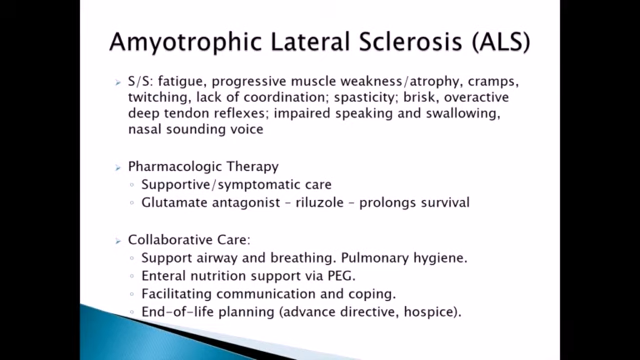 Amyotrophic Lateral Sclerosis (ALS)
S/S: fatigue, progressive muscle weakness/atrophy, cramps,
twitching, lack of coordination; spasticity; brisk, overactive
deep tendon reflexes; impaired speaking and swallowing,
nasal sounding voice
Pharmacologic Therapy
Supportive/symptomatic care
Glutamate antagonist – riluzole – prolongs survival
Collaborative Care:
Support airway and breathing. Pulmonary hygiene.
Enteral nutrition support via PEG.
Facilitating communication and coping.
End-of-life planning (advance directive, hospice).